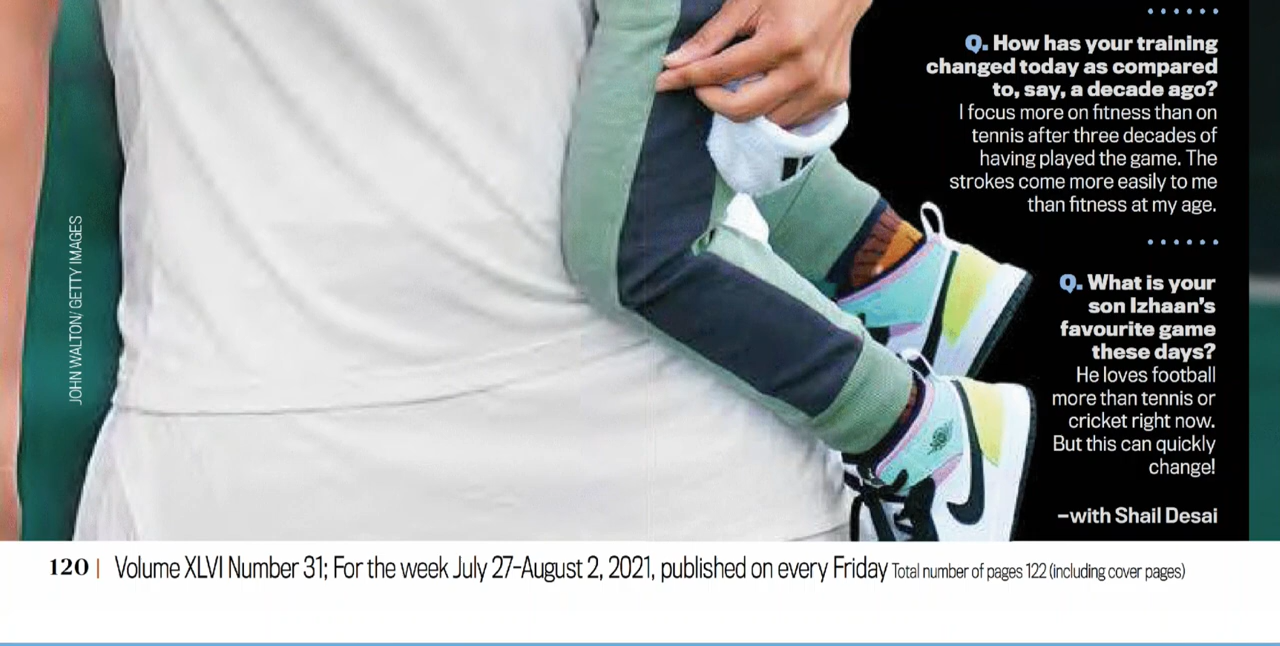 Q. How has your training
changed today as compared
to, say, a decade ago?
I focus more on fitness than on
tennis after three decades of
having played the game. The
strokes come more easily to me
than fitness at my age.
Q. What is your
son Izhaan's
favourite game
these days?
He loves football
more than tennis or
cricket right now.
But this can quickly
change!
–with Shail Desai
JOHN WALTON/ GETTY IMAGES
120 | Volume XLVI Number 31; For the week July 27-August 2, 2021, published on every Friday Total number of pages 122 (including cover pages)